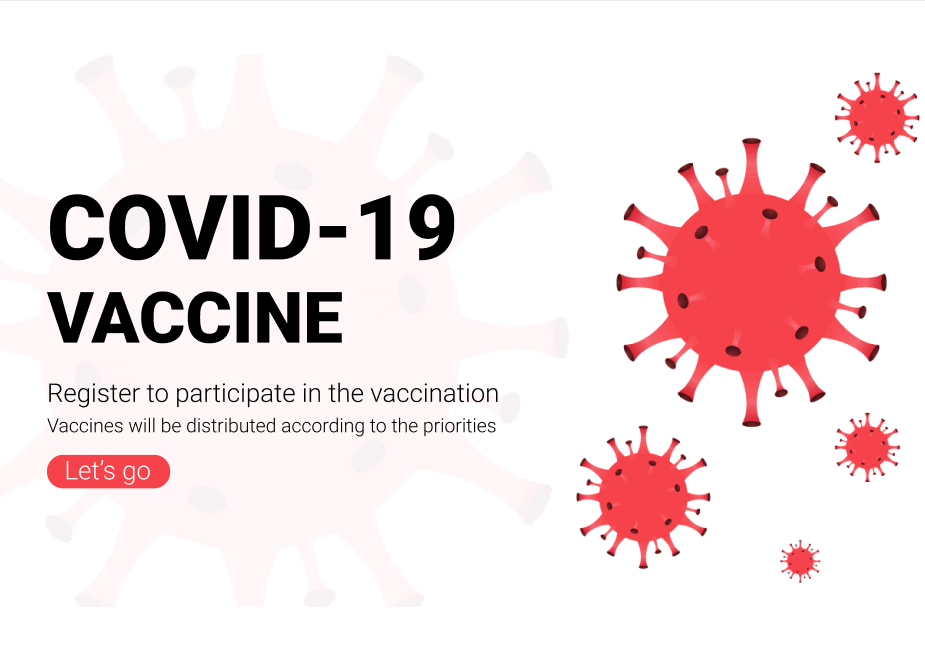 COVID-19
VACCINE
Register to participate in the vaccination
Vaccines will be distributed according to the priorities
Let's go